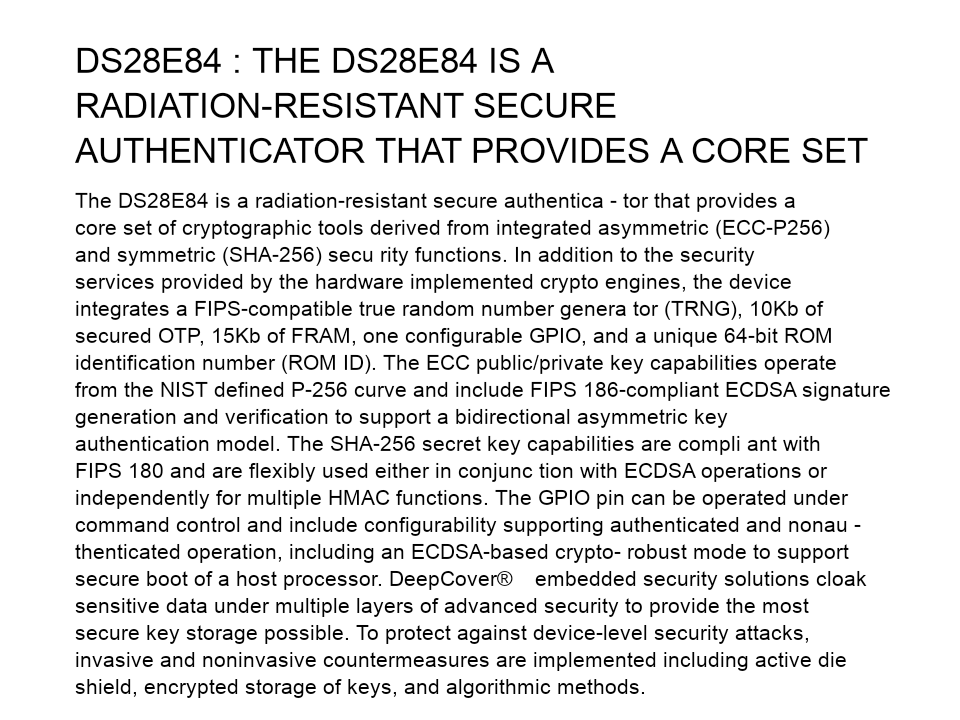 DS28E84 : THE DS28E84 IS A
RADIATION-RESISTANT SECURE
AUTHENTICATOR THAT PROVIDES A CORE SET
The DS28E84 is a radiation-resistant secure authentica - tor that provides a
core set of cryptographic tools derived from integrated asymmetric (ECC-P256)
and symmetric (SHA-256) secu rity functions. In addition to the security
services provided by the hardware implemented crypto engines, the device
integrates a FIPS-compatible true random number genera tor (TRNG), 10Kb of
secured OTP, 15Kb of FRAM, one configurable GPIO, and a unique 64-bit ROM
identification number (ROM ID). The ECC public/private key capabilities operate
from the NIST defined P-256 curve and include FIPS 186-compliant ECDSA signature
generation and verification to support a bidirectional asymmetric key
authentication model. The SHA-256 secret key capabilities are compli ant with
FIPS 180 and are flexibly used either in conjunc tion with ECDSA operations or
independently for multiple HMAC functions. The GPIO pin can be operated under
command control and include configurability supporting authenticated and nonau -
thenticated operation, including an ECDSA-based crypto- robust mode to support
secure boot of a host processor. DeepCover® embedded security solutions cloak
sensitive data under multiple layers of advanced security to provide the most
secure key storage possible. To protect against device-level security attacks,
invasive and noninvasive countermeasures are implemented including active die
shield, encrypted storage of keys, and algorithmic methods.